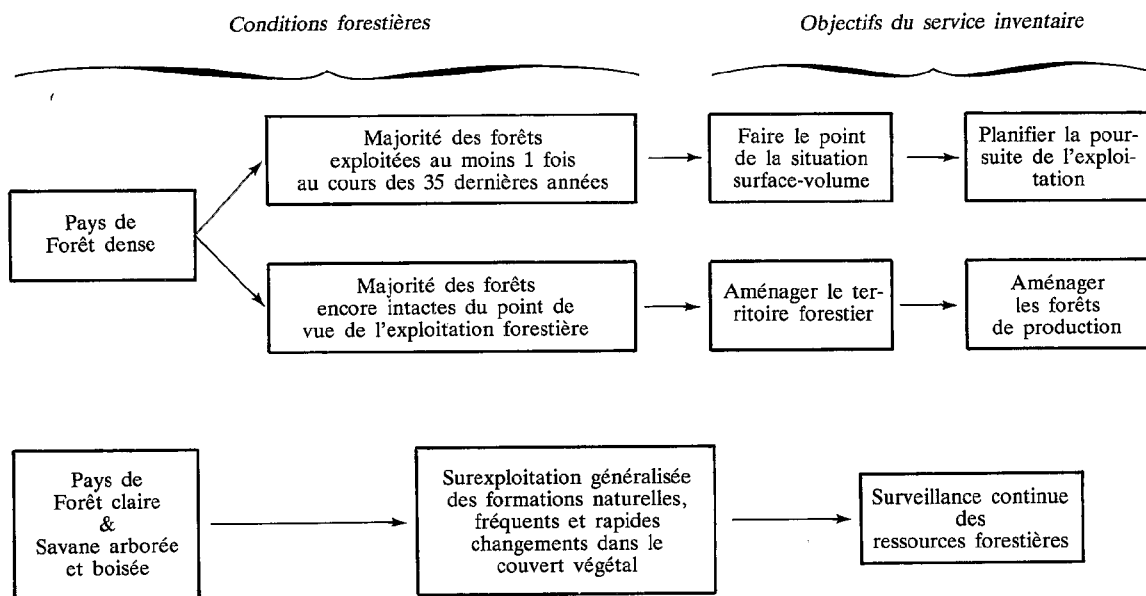 Conditions forestières
Objectifs du service inventaire
Pays de
Forêt dense
Majorité des forêts
exploitées au moins 1 fois
au cours des 35 dernières années
Faire le point
de la situation
surface-volume
Planifier la pour-
suite de l'exploi-
tation
Majorité des forêts
encore intactes du point de
vue de l'exploitation forestière
Aménager le ter-
ritoire forestier
Aménager
les forêts
de production
Pays de
Forêt claire
&
Savane arborée
et boisée
Surexploitation généralisée
des formations naturelles,
fréquents et rapides
changements dans le
couvert végétal
Surveillance continue
des
ressources forestières